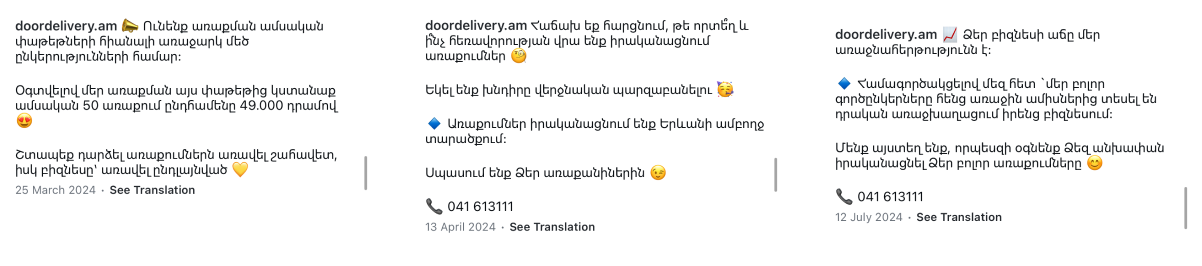 doordelivery.am 📣 Ունենք առաքման ամսական
փաթեթների հիանալի առաջարկ մեծ
ընկերությունների համար:
Օգտվելով մեր առաքման այս փաթեթից կստանաք
ամսական 50 առաքում ընդհամենը 49.000 դրամով
😍
Շտապեք դարձել առաքումներն առավել շահավետ,
իսկ բիզնեսը՝ առավել ընդլայնված 💛
25 March 2024 · See Translation
doordelivery.am Հաճախ եք հարցնում, թե որտե՞ղ և
ի՞նչ հեռավորության վրա ենք իրականացնում
առաքումներ 🧐
Եկել ենք խնդիրը վերջնական պարզաբանելու 🥳
🔹 Առաքումներ իրականացնում ենք Երևանի ամբողջ
տարածքում:
Սպասում ենք Ձեր առաքանիներին 😉
📞 041 613111
13 April 2024 · See Translation
doordelivery.am 📈 Ձեր բիզնեսի աճը մեր
առաջնահերթությունն է:
🔹 Համագործակցելով մեզ հետ `մեր բոլոր
գործընկերները հենց առաջին ամիսներից տեսել են
դրական առաջխաղացում իրենց բիզնեսում:
Մենք այստեղ ենք, որպեսզի օգնենք Ձեզ անխափան
իրականացնել Ձեր բոլոր առաքումները 😊
📞 041 613111
12 July 2024 · See Translation